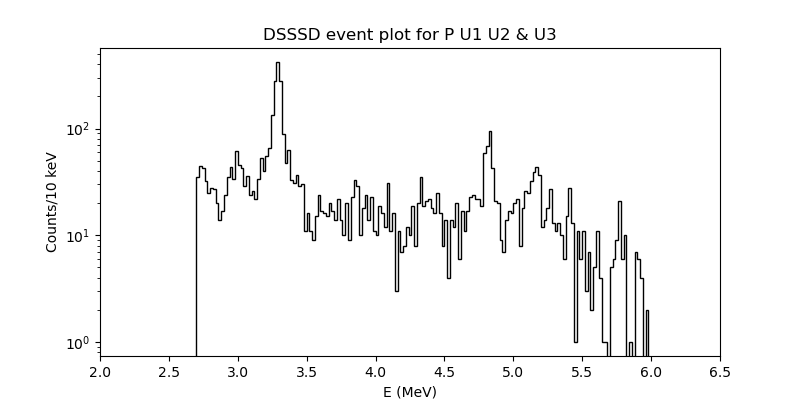 DSSSD event plot for P U1 U2 & U3
Counts/10 keV
10²
10¹
10⁰
2.0 2.5 3.0 3.5 4.0 4.5 5.0 5.5 6.0 6.5
E (MeV)